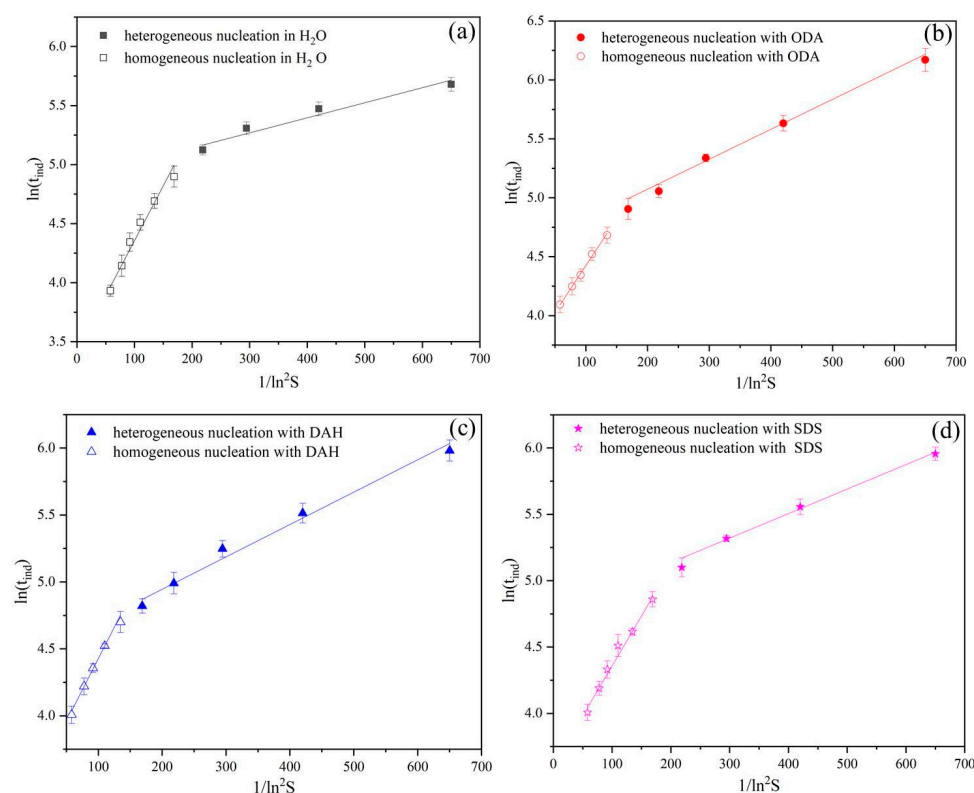 (a)
heterogeneous nucleation in H₂O
homogeneous nucleation in H₂ O
6.0
5.5
5.0
4.5
4.0
3.5
ln(t_ind)
0 100 200 300 400 500 600 700
1/ln²S
(b)
heterogeneous nucleation with ODA
homogeneous nucleation with ODA
6.5
6.0
5.5
5.0
4.5
4.0
ln(t_ind)
100 200 300 400 500 600 700
1/ln²S
(c)
heterogeneous nucleation with DAH
homogeneous nucleation with DAH
6.0
5.5
5.0
4.5
4.0
ln(t_ind)
100 200 300 400 500 600 700
1/ln²S
(d)
heterogeneous nucleation with SDS
homogeneous nucleation with SDS
6.0
5.5
5.0
4.5
4.0
ln(t_ind)
0 100 200 300 400 500 600 700
1/ln²S